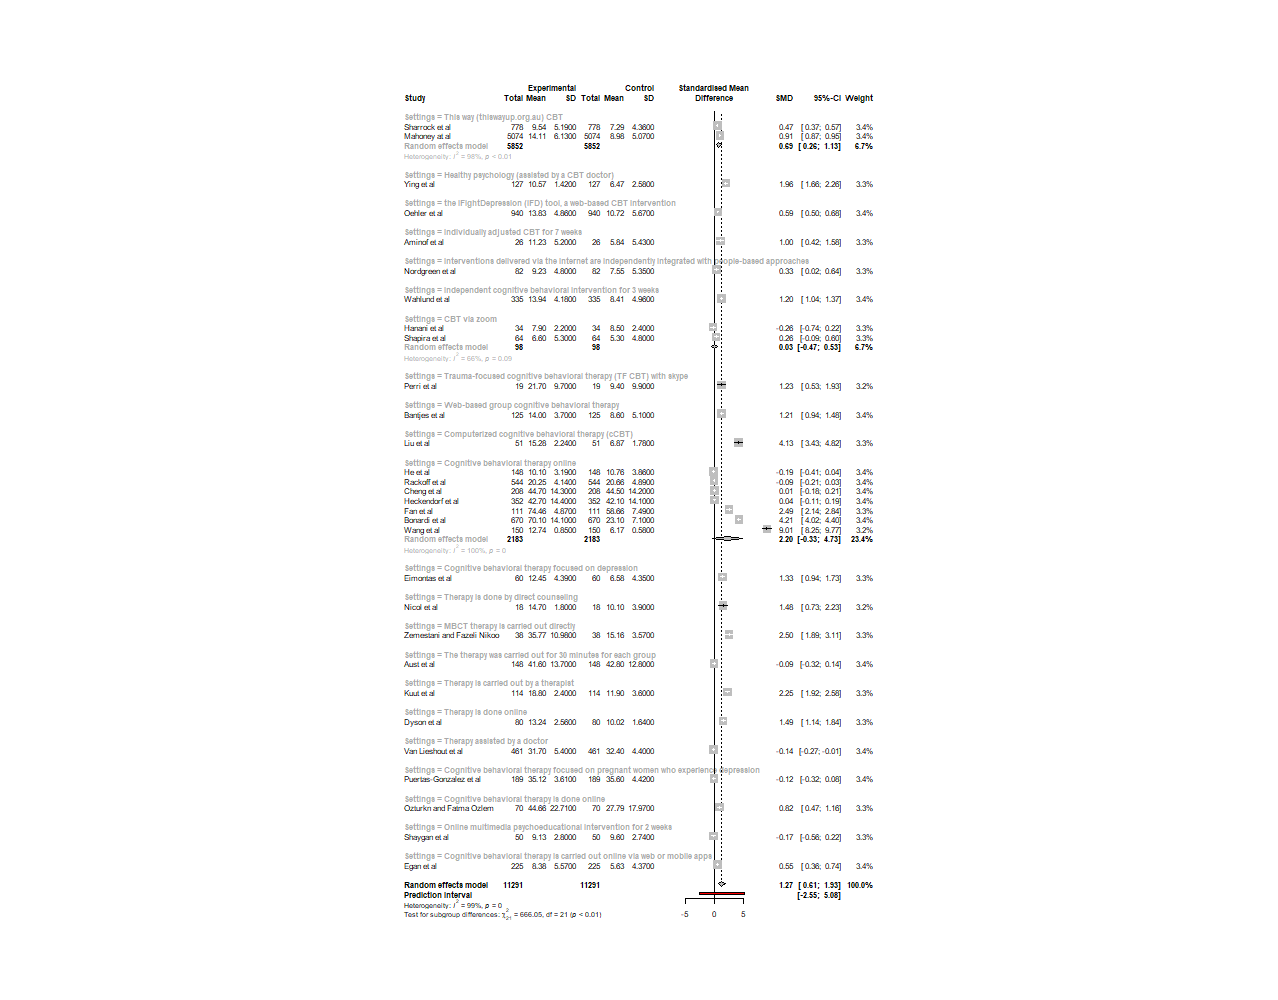 Experimental Control Standardised Mean
Study Total Mean SD Total Mean SD Difference SMD 95%-CI Weight
Settings = This way (thiswayup.org.au) CBT
Sharrock et al 778 9.54 5.1900 778 7.29 4.3600 0.47 [ 0.37; 0.57] 3.4%
Mahoney et al 5074 14.11 6.1300 5074 8.98 5.0700 0.91 [ 0.87; 0.95] 3.4%
Random effects model 5852 5852 0.69 [ 0.26; 1.13] 6.7%
Heterogeneity: I² = 98%, p < 0.01
Settings = Healthy psychology (assisted by a CBT doctor)
Ying et al 127 10.57 1.4200 127 6.47 2.5800 1.96 [ 1.66; 2.26] 3.3%
Settings = the iFightDepression (iFD) tool, a web-based CBT intervention
Oehler et al 940 13.83 4.8600 940 10.72 5.6700 0.59 [ 0.50; 0.68] 3.4%
Settings = Individually adjusted CBT for 7 weeks
Aminof et al 26 11.23 5.2000 26 5.84 5.4300 1.00 [ 0.42; 1.58] 3.3%
Settings = Interventions delivered via the internet are independently integrated with people-based approaches
Nordgreen et al 82 9.23 4.8000 82 7.55 5.3500 0.33 [ 0.02; 0.64] 3.3%
Settings = Independent cognitive behavioral intervention for 3 weeks
Wahlund et al 335 13.94 4.1800 335 8.41 4.9600 1.20 [ 1.04; 1.37] 3.4%
Settings = CBT via zoom
Hanani et al 34 7.90 2.2000 34 8.50 2.4000 -0.26 [-0.74; 0.22] 3.3%
Shapira et al 64 6.60 5.3000 64 5.30 4.8000 0.26 [-0.09; 0.60] 3.3%
Random effects model 98 98 0.03 [-0.47; 0.53] 6.7%
Heterogeneity: I² = 66%, p = 0.09
Settings = Trauma-focused cognitive behavioral therapy (TF CBT) with skype
Perri et al 19 21.70 9.7000 19 9.40 9.9000 1.23 [ 0.53; 1.93] 3.2%
Settings = Web-based group cognitive behavioral therapy
Bantjes et al 125 14.00 3.7000 125 8.60 5.1000 1.21 [ 0.94; 1.48] 3.4%
Settings = Computerized cognitive behavioral therapy (cCBT)
Liu et al 51 15.28 2.2400 51 6.87 1.7800 4.13 [ 3.43; 4.82] 3.3%
Settings = Cognitive behavioral therapy online
He et al 148 10.10 3.1900 148 10.76 3.8600 -0.19 [-0.41; 0.04] 3.4%
Rackoff et al 544 20.25 4.1400 544 20.66 4.8900 -0.09 [-0.21; 0.03] 3.4%
Cheng et al 208 44.70 14.3000 208 44.50 14.2000 0.01 [-0.18; 0.21] 3.4%
Heckendorf et al 352 42.70 14.4000 352 42.10 14.1000 0.04 [-0.11; 0.19] 3.4%
Fan et al 111 74.46 4.8700 111 58.66 7.4900 2.49 [ 2.14; 2.84] 3.3%
Bonardi et al 670 70.10 14.1000 670 23.10 7.1000 4.21 [ 4.02; 4.40] 3.4%
Wang et al 150 12.74 0.8500 150 6.17 0.5800 9.01 [ 8.25; 9.77] 3.2%
Random effects model 2183 2183 2.20 [-0.33; 4.73] 23.4%
Heterogeneity: I² = 100%, p = 0
Settings = Cognitive behavioral therapy focused on depression
Eimontas et al 60 12.45 4.3900 60 6.58 4.3500 1.33 [ 0.94; 1.73] 3.3%
Settings = Therapy is done by direct counseling
Nicol et al 18 14.70 1.8000 18 10.10 3.9000 1.48 [ 0.73; 2.23] 3.2%
Settings = MBCT therapy is carried out directly
Zemestani and Fazeli Nikoo 38 35.77 10.9800 38 15.16 3.5700 2.50 [ 1.89; 3.11] 3.3%
Settings = The therapy was carried out for 30 minutes for each group
Aust et al 148 41.60 13.7000 148 42.80 12.8000 -0.09 [-0.32; 0.14] 3.4%
Settings = Therapy is carried out by a therapist
Kuut et al 114 18.80 2.4000 114 11.90 3.6000 2.25 [ 1.92; 2.58] 3.3%
Settings = Therapy is done online
Dyson et al 80 13.24 2.5600 80 10.02 1.6400 1.49 [ 1.14; 1.84] 3.3%
Settings = Therapy assisted by a doctor
Van Lieshout et al 461 31.70 5.4000 461 32.40 4.4000 -0.14 [-0.27; -0.01] 3.4%
Settings = Cognitive behavioral therapy focused on pregnant women who experience depression
Puertas-Gonzalez et al 189 35.12 3.6100 189 35.60 4.4200 -0.12 [-0.32; 0.08] 3.4%
Settings = Cognitive behavioral therapy is done online
Ozturkn and Fatma Ozlem 70 44.66 22.7100 70 27.79 17.9700 0.82 [ 0.47; 1.16] 3.3%
Settings = Online multimedia psychoeducational intervention for 2 weeks
Shaygan et al 50 9.13 2.8000 50 9.60 2.7400 -0.17 [-0.56; 0.22] 3.3%
Settings = Cognitive behavioral therapy is carried out online via web or mobile apps
Egan et al 225 8.38 5.5700 225 5.63 4.3700 0.55 [ 0.36; 0.74] 3.4%
Random effects model 11291 11291 1.27 [ 0.61; 1.93] 100.0%
Prediction interval [-2.55; 5.08]
Heterogeneity: I² = 99%, p = 0
Test for subgroup differences: χ²₂₁ = 666.05, df = 21 (p < 0.01)
-5 0 5